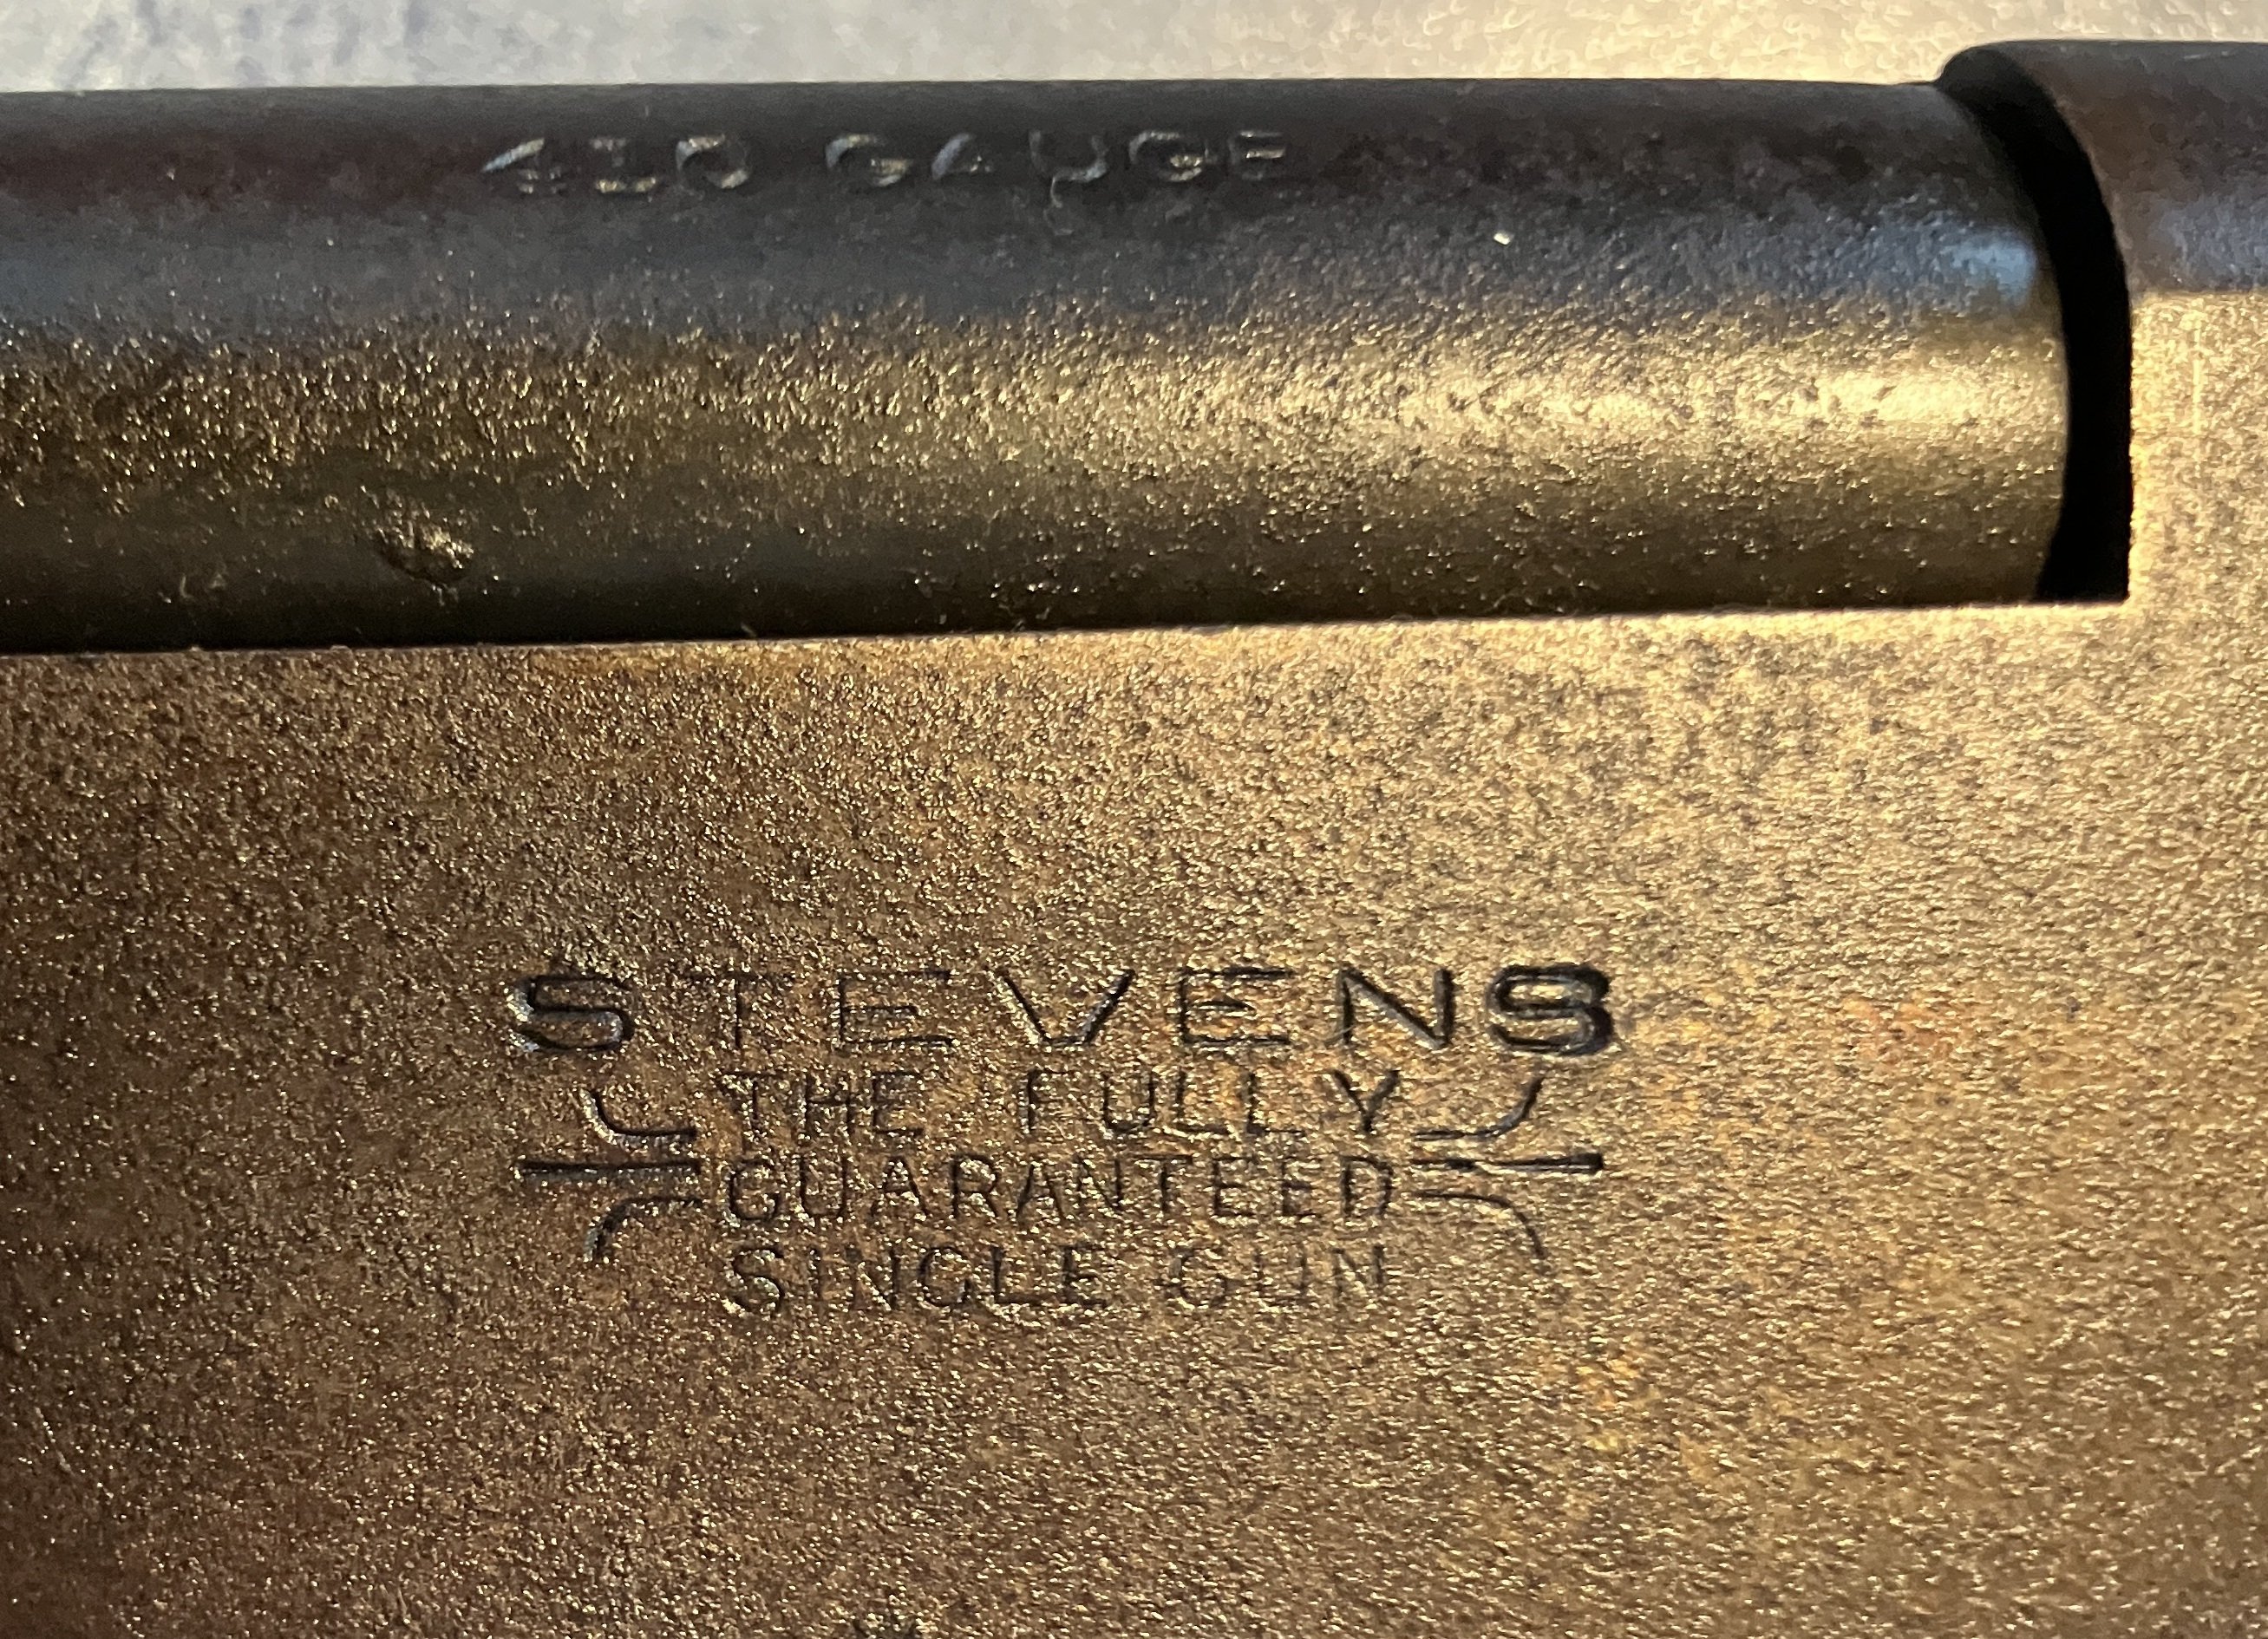 410 GAUGE
STEVENS
THE FULLY
GUARANTEED
SINGLE GUN